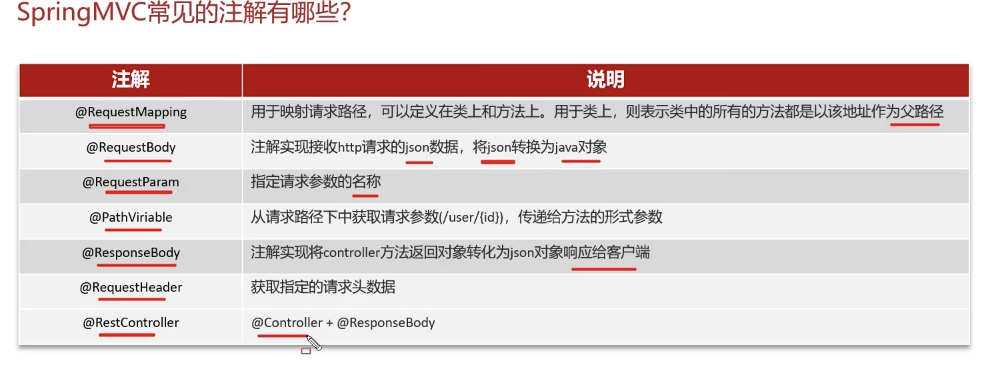 SpringMVC常见的注解有哪些?
注解 说明
@RequestMapping 用于映射请求路径，可以定义在类上和方法上。用于类上，则表示类中的所有的方法都是以该地址作为父路径
@RequestBody 注解实现接收http请求的json数据，将json转换为java对象
@RequestParam 指定请求参数的名称
@PathViriable 从请求路径下中获取请求参数(/user/{id})，传递给方法的形式参数
@ResponseBody 注解实现将controller方法返回对象转化为json对象响应给客户端
@RequestHeader 获取指定的请求头数据
@RestController @Controller + @ResponseBody